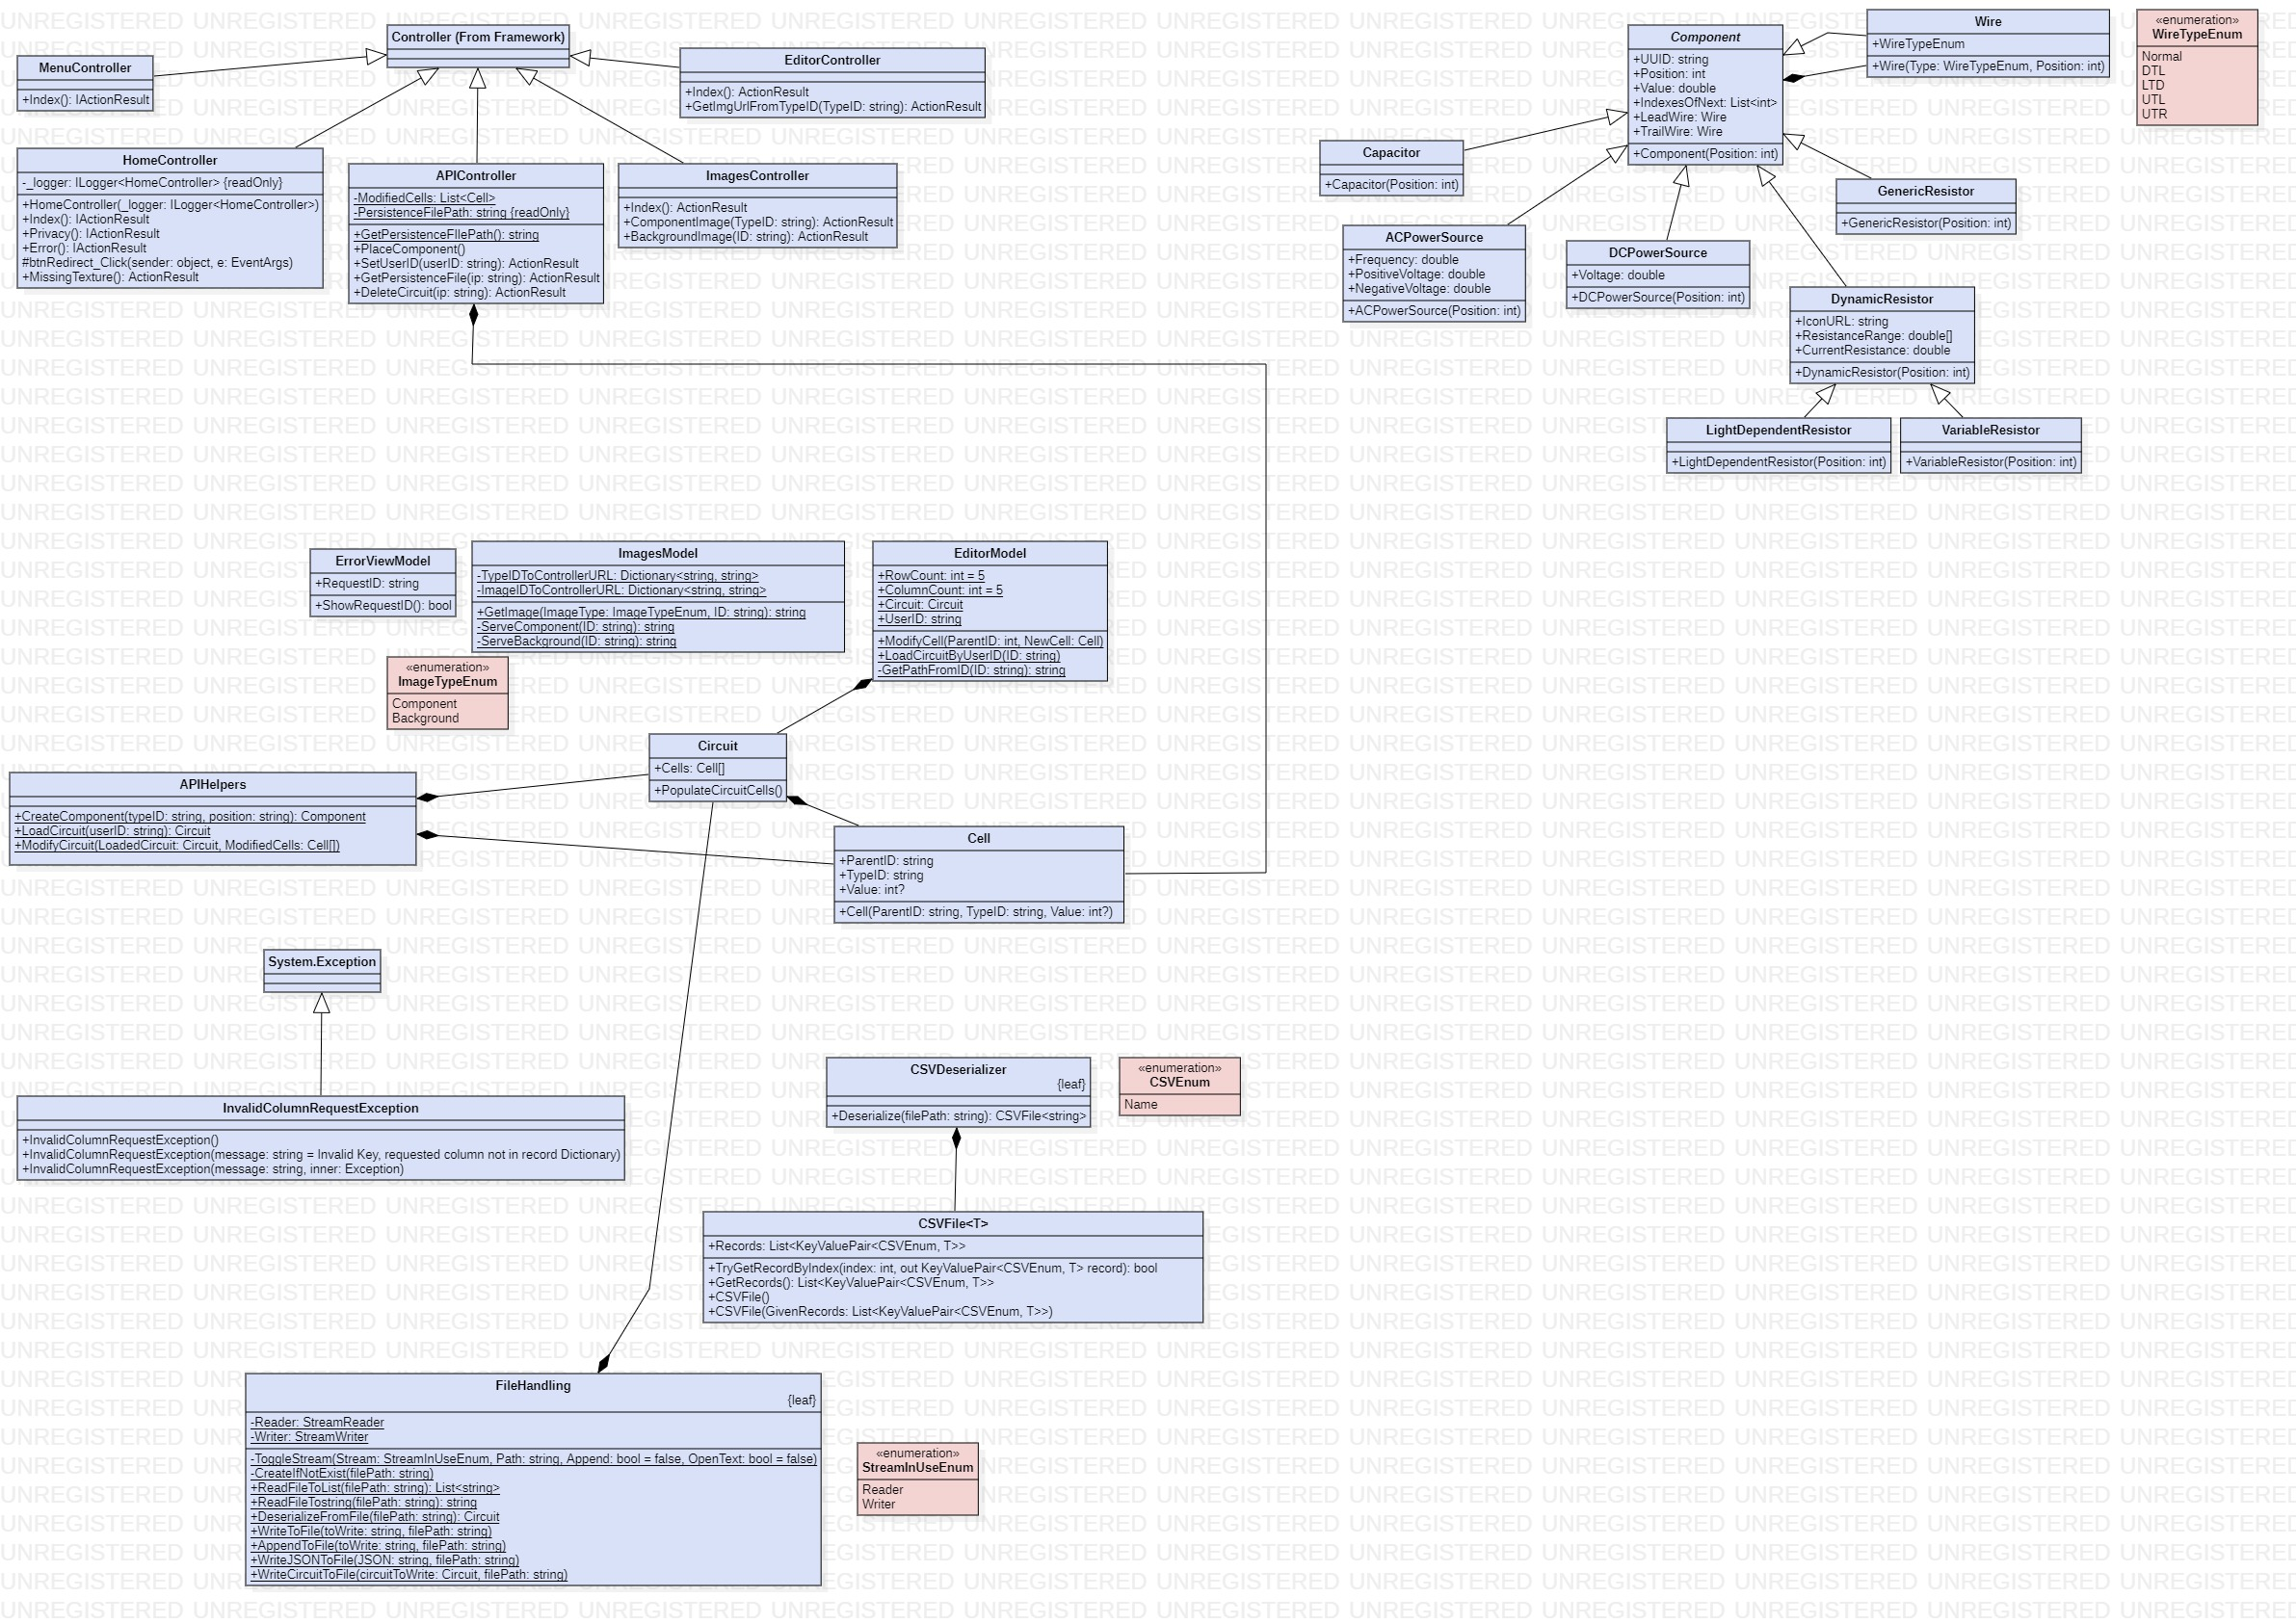 Controller (From Framework)
MenuController
+Index(): IActionResult
EditorController
+Index(): ActionResult
+GetImgUrlFromTypeID(TypeID: string): ActionResult
HomeController
-_logger: ILogger<HomeController> {readOnly}
+HomeController(_logger: ILogger<HomeController>)
+Index(): IActionResult
+Privacy(): IActionResult
+Error(): IActionResult
#btnRedirect_Click(sender: object, e: EventArgs)
+MissingTexture(): ActionResult
APIController
-ModifiedCells: List<Cell>
-PersistenceFilePath: string {readOnly}
+GetPersistenceFIlePath(): string
+PlaceComponent()
+SetUserID(userID: string): ActionResult
+GetPersistenceFile(ip: string): ActionResult
+DeleteCircuit(ip: string): ActionResult
ImagesController
+Index(): ActionResult
+ComponentImage(TypeID: string): ActionResult
+BackgroundImage(ID: string): ActionResult
Component
+UUID: string
+Position: int
+Value: double
+IndexesOfNext: List<int>
+LeadWire: Wire
+TrailWire: Wire
+Component(Position: int)
Wire
+WireTypeEnum
+Wire(Type: WireTypeEnum, Position: int)
«enumeration»
WireTypeEnum
Normal
DTL
LTD
UTL
UTR
Capacitor
+Capacitor(Position: int)
ACPowerSource
+Frequency: double
+PositiveVoltage: double
+NegativeVoltage: double
+ACPowerSource(Position: int)
DCPowerSource
+Voltage: double
+DCPowerSource(Position: int)
GenericResistor
+GenericResistor(Position: int)
DynamicResistor
+IconURL: string
+ResistanceRange: double[]
+CurrentResistance: double
+DynamicResistor(Position: int)
LightDependentResistor
+LightDependentResistor(Position: int)
VariableResistor
+VariableResistor(Position: int)
ErrorViewModel
+RequestID: string
+ShowRequestID(): bool
ImagesModel
-TypeIDToControllerURL: Dictionary<string, string>
-ImageIDToControllerURL: Dictionary<string, string>
+GetImage(ImageType: ImageTypeEnum, ID: string): string
-ServeComponent(ID: string): string
-ServeBackground(ID: string): string
EditorModel
+RowCount: int = 5
+ColumnCount: int = 5
+Circuit: Circuit
+UserID: string
+ModifyCell(ParentID: int, NewCell: Cell)
+LoadCircuitByUserID(ID: string)
-GetPathFromID(ID: string): string
«enumeration»
ImageTypeEnum
Component
Background
Circuit
+Cells: Cell[]
+PopulateCircuitCells()
APIHelpers
+CreateComponent(typeID: string, position: string): Component
+LoadCircuit(userID: string): Circuit
+ModifyCircuit(LoadedCircuit: Circuit, ModifiedCells: Cell[])
Cell
+ParentID: string
+TypeID: string
+Value: int?
+Cell(ParentID: string, TypeID: string, Value: int?)
System.Exception
InvalidColumnRequestException
+InvalidColumnRequestException()
+InvalidColumnRequestException(message: string = Invalid Key, requested column not in record Dictionary)
+InvalidColumnRequestException(message: string, inner: Exception)
CSVDeserializer
{leaf}
+Deserialize(filePath: string): CSVFile<string>
«enumeration»
CSVEnum
Name
CSVFile<T>
+Records: List<KeyValuePair<CSVEnum, T>>
+TryGetRecordByIndex(index: int, out KeyValuePair<CSVEnum, T> record): bool
+GetRecords(): List<KeyValuePair<CSVEnum, T>>
+CSVFile()
+CSVFile(GivenRecords: List<KeyValuePair<CSVEnum, T>>)
FileHandling
{leaf}
-Reader: StreamReader
-Writer: StreamWriter
-ToggleStream(Stream: StreamInUseEnum, Path: string, Append: bool = false, OpenText: bool = false)
-CreateIfNotExist(filePath: string)
+ReadFileToList(filePath: string): List<string>
+ReadFileTostring(filePath: string): string
+DeserializeFromFile(filePath: string): Circuit
+WriteToFile(toWrite: string, filePath: string)
+AppendToFile(toWrite: string, filePath: string)
+WriteJSONToFile(JSON: string, filePath: string)
+WriteCircuitToFile(circuitToWrite: Circuit, filePath: string)
«enumeration»
StreamInUseEnum
Reader
Writer
UNREGISTERED